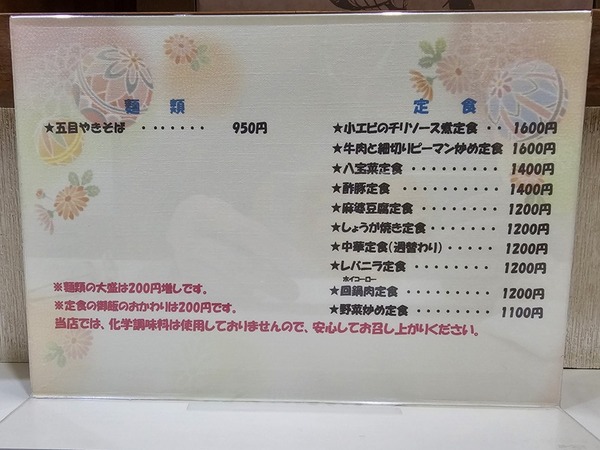 麺類
★五目やきそば ・・・・・・・ 950円
※麺類の大盛は200円増しです。
※定食の御飯のおかわりは200円です。
当店では、化学調味料は使用しておりませんので、安心してお召し上がりください。
定食
★小エビのチリソース煮定食 ・・ 1600円
★牛肉と細切りピーマン炒め定食 1600円
★八宝菜定食 ・・・・・・・・・ 1400円
★酢豚定食 ・・・・・・・・・・ 1400円
★麻婆豆腐定食 ・・・・・・・・ 1200円
★しょうが焼き定食 ・・・・・・ 1200円
★中華定食(週替わり) ・・・・・ 1200円
★レバニラ定食 ・・・・・・・・ 1200円
ホイコーロー
★回鍋肉定食 ・・・・・・・・・ 1200円
★野菜炒め定食 ・・・・・・・・ 1100円